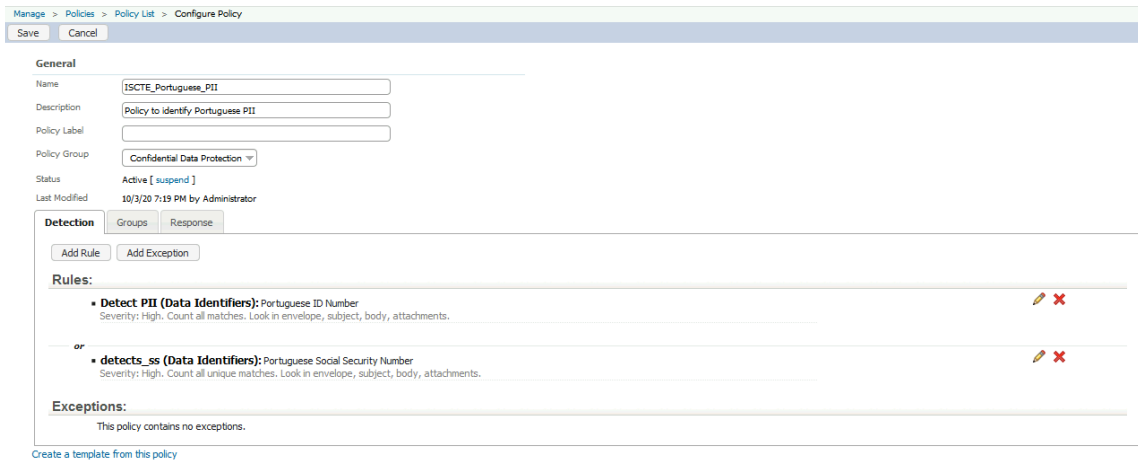 Manage > Policies > Policy List > Configure Policy
Save Cancel
General
Name ISCTE_Portuguese_PII
Description Policy to identify Portuguese PII
Policy Label
Policy Group Confidential Data Protection
Status Active [ suspend ]
Last Modified 10/3/20 7:19 PM by Administrator
Detection Groups Response
Add Rule Add Exception
Rules:
▪ Detect PII (Data Identifiers): Portuguese ID Number
Severity: High. Count all matches. Look in envelope, subject, body, attachments.
or
▪ detects_ss (Data Identifiers): Portuguese Social Security Number
Severity: High. Count all unique matches. Look in envelope, subject, body, attachments.
Exceptions:
This policy contains no exceptions.
Create a template from this policy